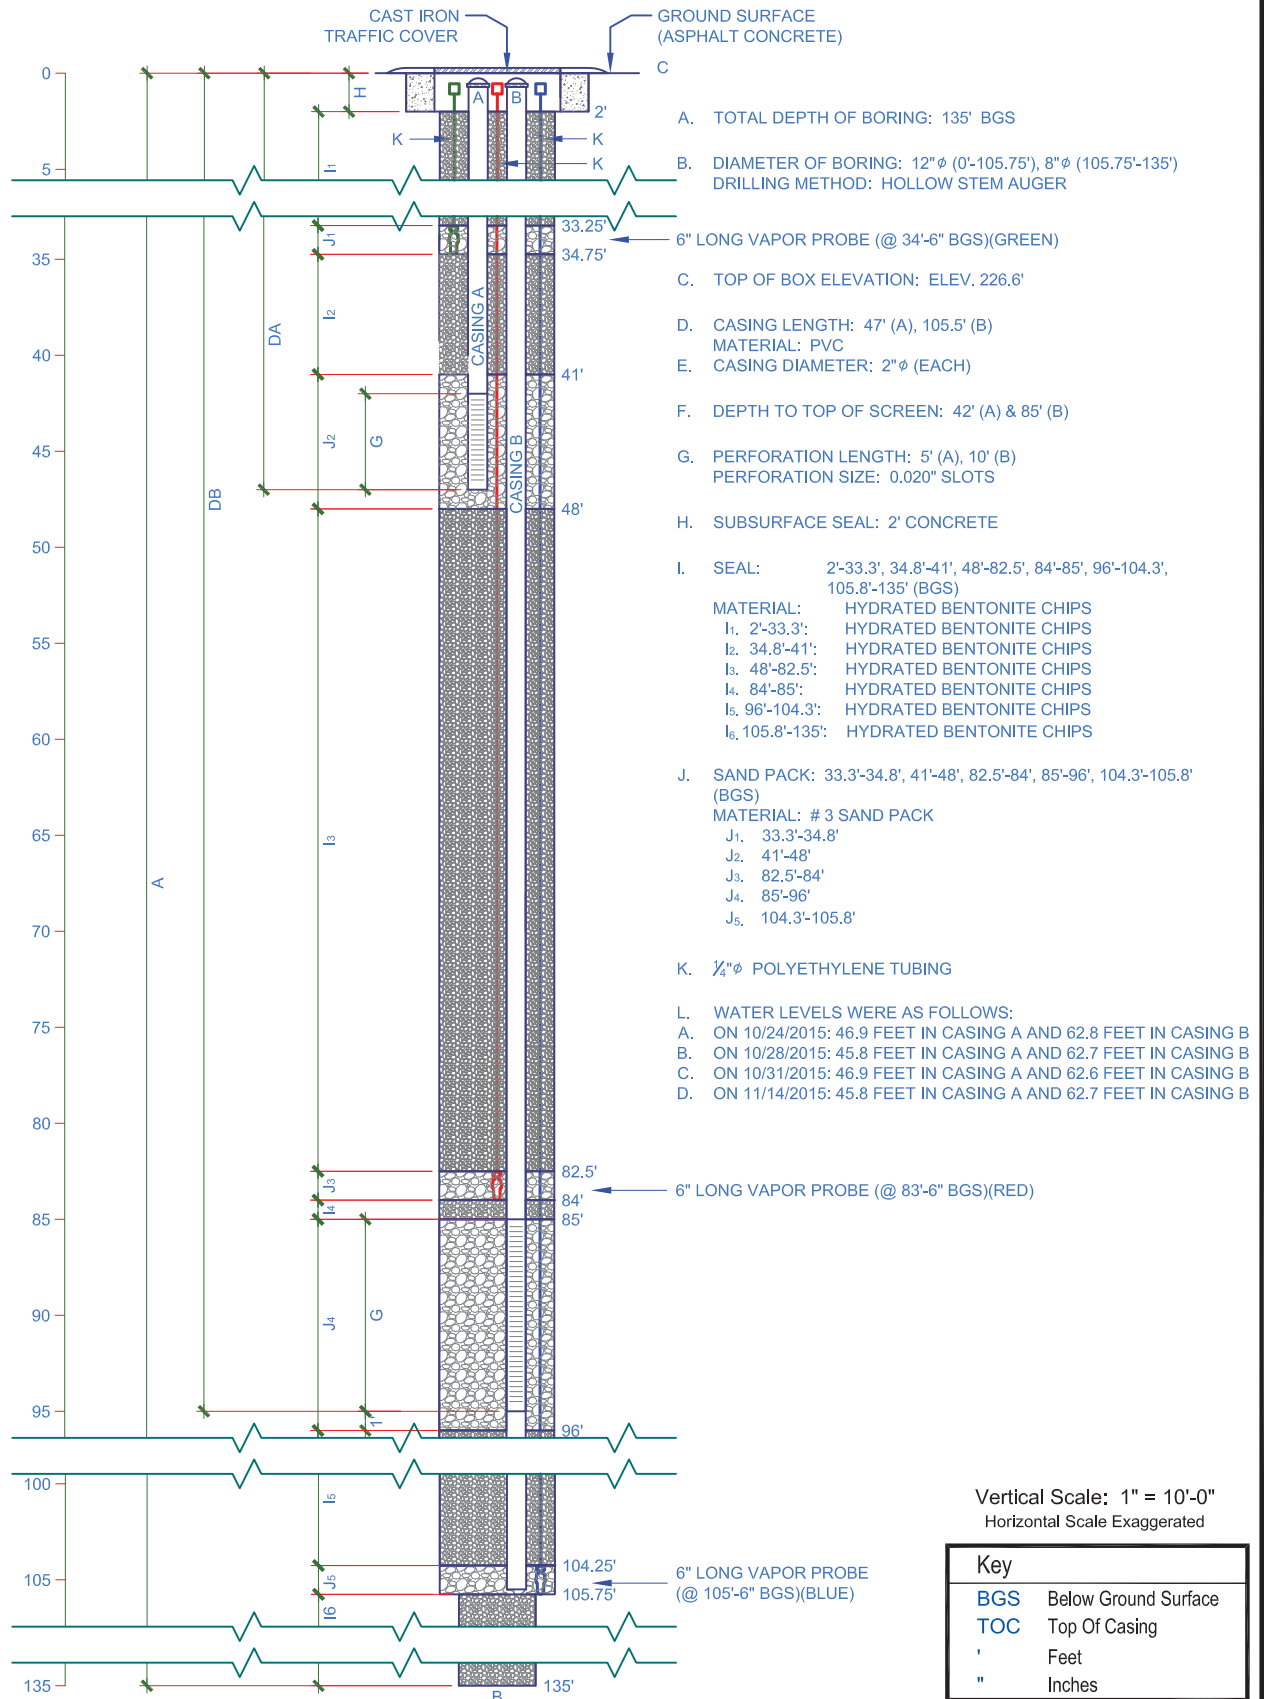 CAST IRON
TRAFFIC COVER
GROUND SURFACE
(ASPHALT CONCRETE)
C
0
H
A
B
2'
K
K
K
5
I1
A. TOTAL DEPTH OF BORING: 135' BGS
B. DIAMETER OF BORING: 12"ø (0'-105.75'), 8"ø (105.75'-135')
DRILLING METHOD: HOLLOW STEM AUGER
33.25'
J1
34.75'
6" LONG VAPOR PROBE (@ 34'-6" BGS)(GREEN)
35
C. TOP OF BOX ELEVATION: ELEV. 226.6'
I2
DA
CASING A
D. CASING LENGTH: 47' (A), 105.5' (B)
MATERIAL: PVC
40
E. CASING DIAMETER: 2"ø (EACH)
41'
F. DEPTH TO TOP OF SCREEN: 42' (A) & 85' (B)
J2
G
45
CASING B
G. PERFORATION LENGTH: 5' (A), 10' (B)
PERFORATION SIZE: 0.020" SLOTS
DB
48'
H. SUBSURFACE SEAL: 2' CONCRETE
50
I. SEAL: 2'-33.3', 34.8'-41', 48'-82.5', 84'-85', 96'-104.3',
105.8'-135' (BGS)
MATERIAL: HYDRATED BENTONITE CHIPS
I1. 2'-33.3': HYDRATED BENTONITE CHIPS
I2. 34.8'-41': HYDRATED BENTONITE CHIPS
I3. 48'-82.5': HYDRATED BENTONITE CHIPS
I4. 84'-85': HYDRATED BENTONITE CHIPS
I5. 96'-104.3': HYDRATED BENTONITE CHIPS
I6. 105.8'-135': HYDRATED BENTONITE CHIPS
55
60
J. SAND PACK: 33.3'-34.8', 41'-48', 82.5'-84', 85'-96', 104.3'-105.8'
(BGS)
MATERIAL: # 3 SAND PACK
J1. 33.3'-34.8'
J2. 41'-48'
J3. 82.5'-84'
J4. 85'-96'
J5. 104.3'-105.8'
65
I3
A
70
K. ¼"ø POLYETHYLENE TUBING
L. WATER LEVELS WERE AS FOLLOWS:
A. ON 10/24/2015: 46.9 FEET IN CASING A AND 62.8 FEET IN CASING B
B. ON 10/28/2015: 45.8 FEET IN CASING A AND 62.7 FEET IN CASING B
C. ON 10/31/2015: 46.9 FEET IN CASING A AND 62.6 FEET IN CASING B
D. ON 11/14/2015: 45.8 FEET IN CASING A AND 62.7 FEET IN CASING B
75
80
82.5'
J3
6" LONG VAPOR PROBE (@ 83'-6" BGS)(RED)
84'
I4
85
85'
90
J4
G
95
1'
96'
100
I5
104.25'
105
J5
105.75'
6" LONG VAPOR PROBE
(@ 105'-6" BGS)(BLUE)
I6
135
135'
B
Vertical Scale: 1" = 10'-0"
Horizontal Scale Exaggerated
Key
BGS Below Ground Surface
TOC Top Of Casing
' Feet
" Inches